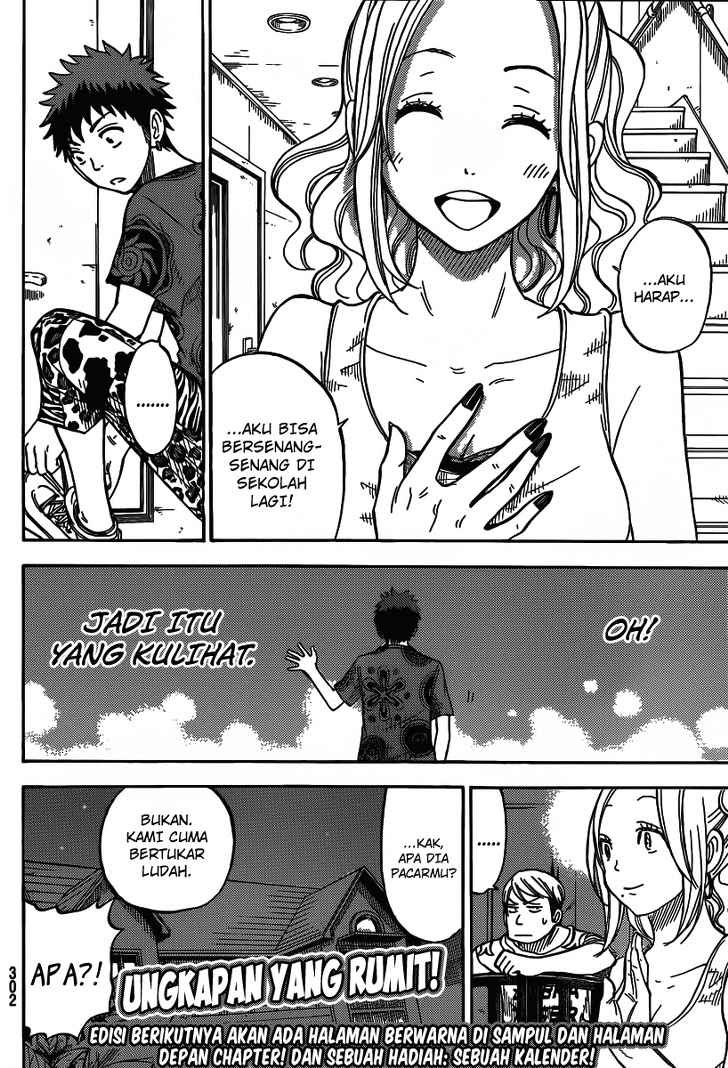 ...AKU
HARAP...
...AKU BISA
BERSENANG-
SENANG DI
SEKOLAH
LAGI!
.......
OH!
JADI ITU
YANG KULIHAT.
.....
...KAK,
APA DIA
PACARMU?
BUKAN.
KAMI CUMA
BERTUKAR
LUDAH.
APA?!
UNGKAPAN YANG RUMIT!
EDISI BERIKUTNYA AKAN ADA HALAMAN BERWARNA DI SAMPUL DAN HALAMAN
DEPAN CHAPTER! DAN SEBUAH HADIAH: SEBUAH KALENDER!
302